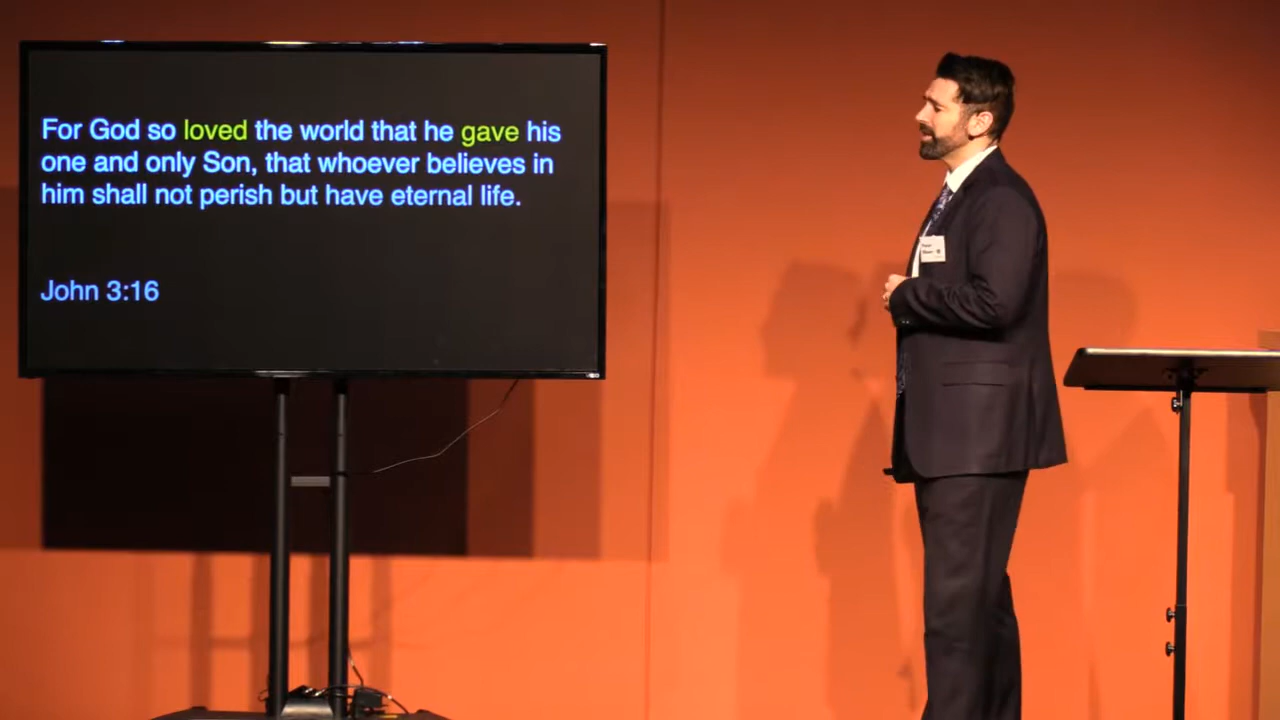 For God so loved the world that he gave his
one and only Son, that whoever believes in
him shall not perish but have eternal life.
John 3:16